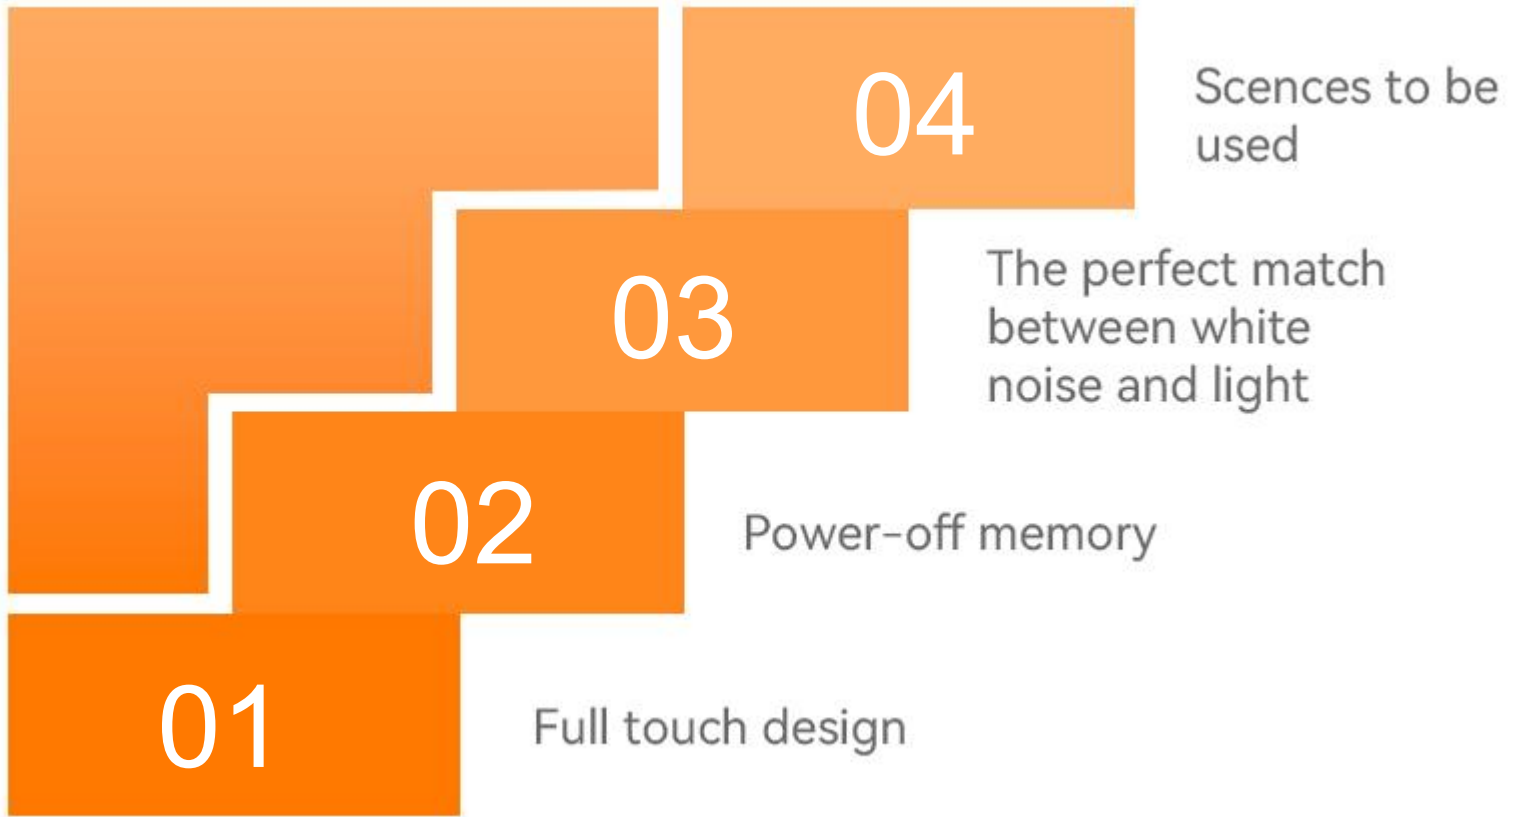 04
Scences to be
used
03
The perfect match
between white
noise and light
02
Power-off memory
01
Full touch design